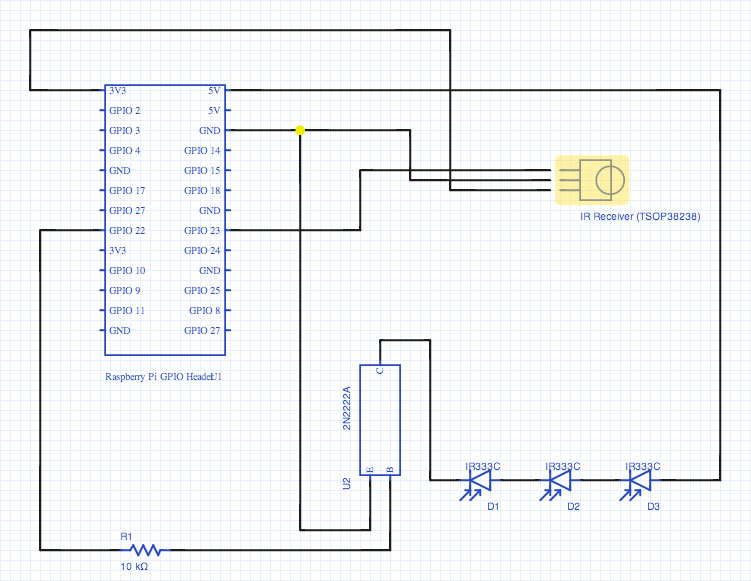 3V3 5V
GPIO 2 5V
GPIO 3 GND
GPIO 4 GPIO 14
GND GPIO 15
GPIO 17 GPIO 18
GPIO 27 GND
GPIO 22 GPIO 23
3V3 GPIO 24
GPIO 10 GND
GPIO 9 GPIO 25
GPIO 11 GPIO 8
GND GPIO 27
Raspberry Pi GPIO Header U1
IR Receiver (TSOP38238)
C
2N2222A
E B
U2
IR333C IR333C IR333C
D1 D2 D3
R1
10 kΩ